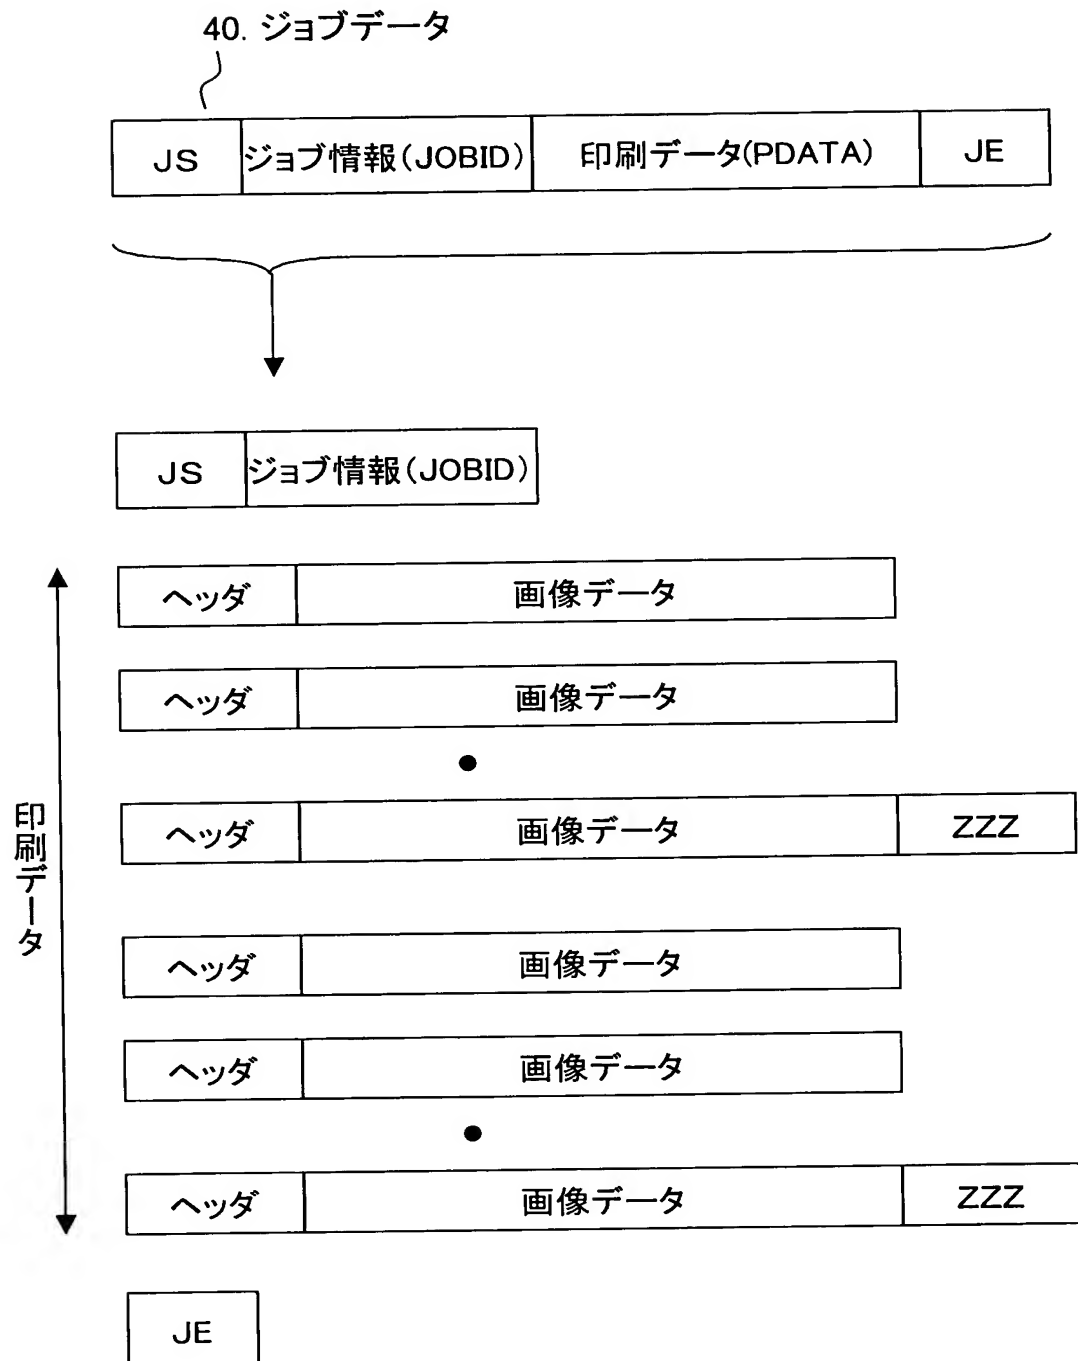 40. ジョブデータ
JS ジョブ情報(JOBID) 印刷データ(PDATA) JE
JS ジョブ情報(JOBID)
ヘッダ 画像データ
ヘッダ 画像データ
ヘッダ 画像データ ZZZ
印刷データ
ヘッダ 画像データ
ヘッダ 画像データ
ヘッダ 画像データ ZZZ
JE